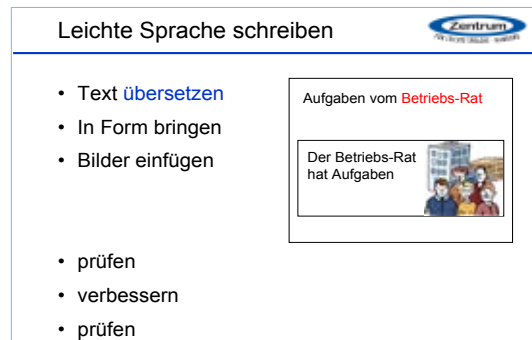 Leichte Sprache schreiben
Zentrum
• Text übersetzen
• In Form bringen
• Bilder einfügen
Aufgaben vom Betriebs-Rat
Der Betriebs-Rat
hat Aufgaben
• prüfen
• verbessern
• prüfen